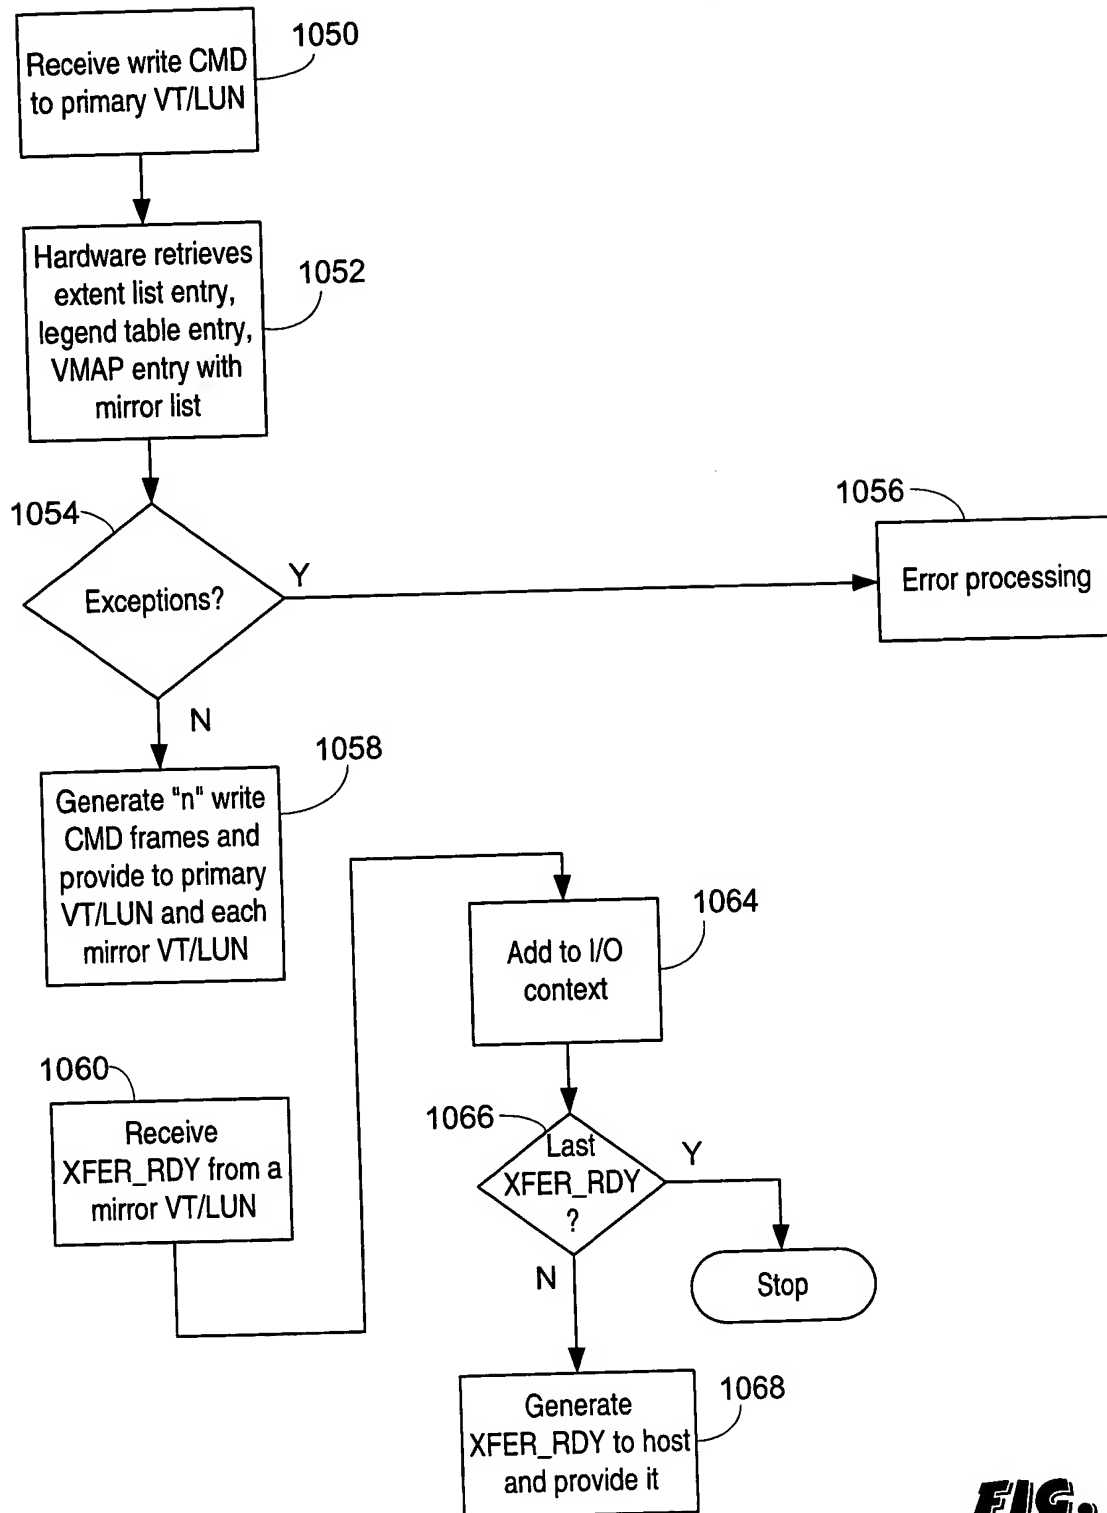 1050
Receive write CMD
to primary VT/LUN
1052
Hardware retrieves
extent list entry,
legend table entry,
VMAP entry with
mirror list
1054
Exceptions?
Y
1056
Error processing
N
1058
Generate "n" write
CMD frames and
provide to primary
VT/LUN and each
mirror VT/LUN
1060
Receive
XFER_RDY from a
mirror VT/LUN
1064
Add to I/O
context
1066
Last
XFER_RDY
?
Y
Stop
N
1068
Generate
XFER_RDY to host
and provide it
FIG.